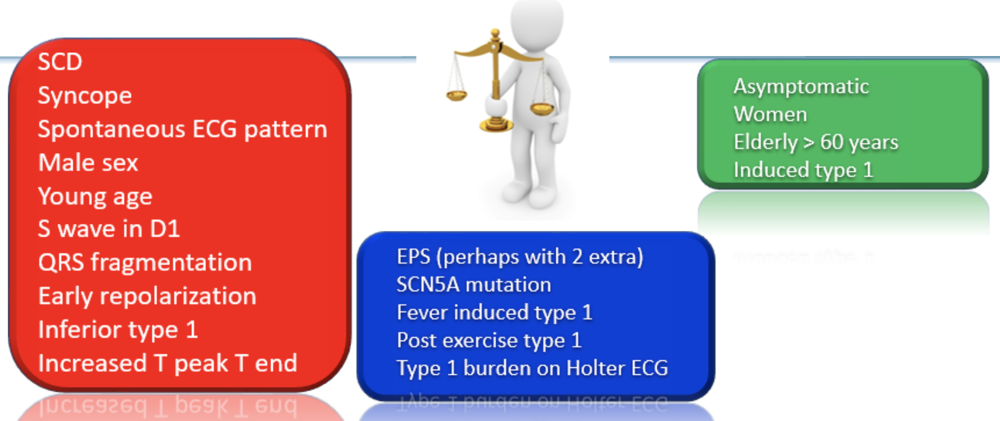 SCD
Syncope
Spontaneous ECG pattern
Male sex
Young age
S wave in D1
QRS fragmentation
Early repolarization
Inferior type 1
Increased T peak T end
EPS (perhaps with 2 extra)
SCN5A mutation
Fever induced type 1
Post exercise type 1
Type 1 burden on Holter ECG
Asymptomatic
Women
Elderly > 60 years
Induced type 1